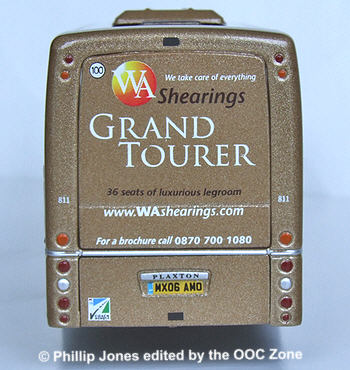 100
WA
We take care of everything
Shearings
GRAND
TOURER
36 seats of luxurious legroom
811
811
www.WAshearings.com
For a brochure call 0870 700 1080
PLAXTON
MX06 AMO
© Phillip Jones edited by the OOC Zone